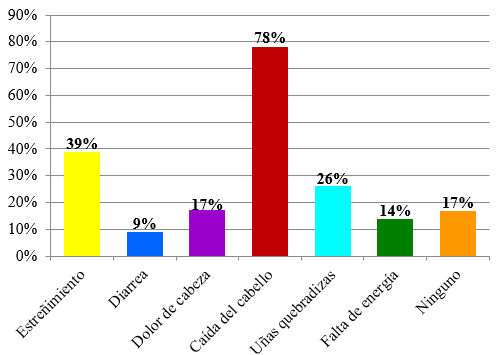 90%
80%
70%
60%
50%
40%
30%
20%
10%
0%
39%
9%
17%
78%
26%
14%
17%
Estreñimiento
Diarrea
Dolor de cabeza
Caída del cabello
Uñas quebradizas
Falta de energía
Ninguno